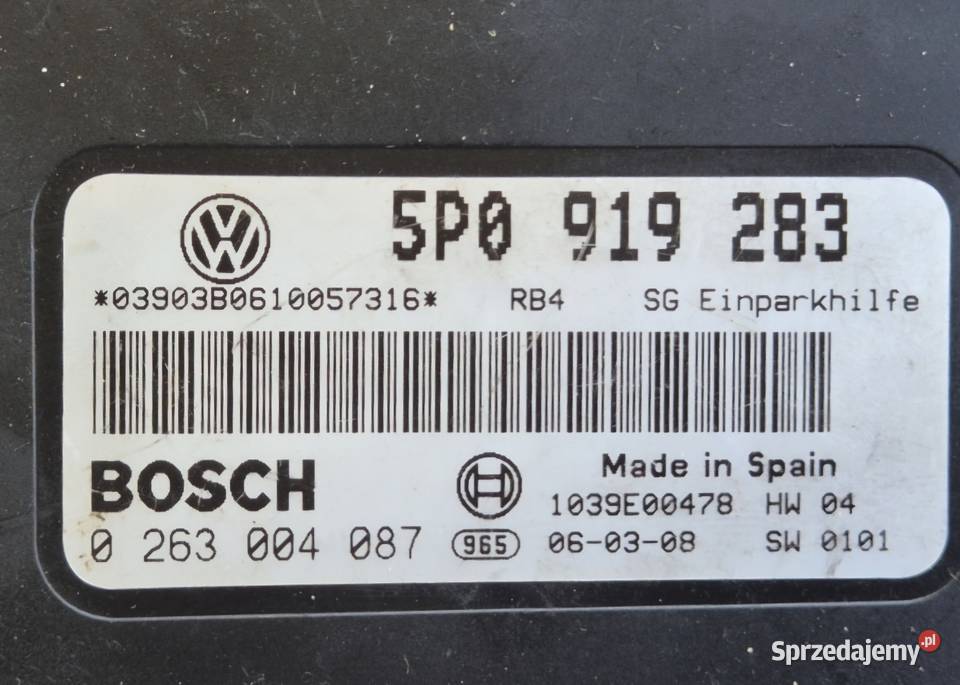 5P0 919 283
*03903B0610057316* RB4 SG Einparkhilfe
BOSCH
Made in Spain
1039E00478 HW 04
0 263 004 087 965 06-03-08 SW 0101
Sprzedajemy.pl